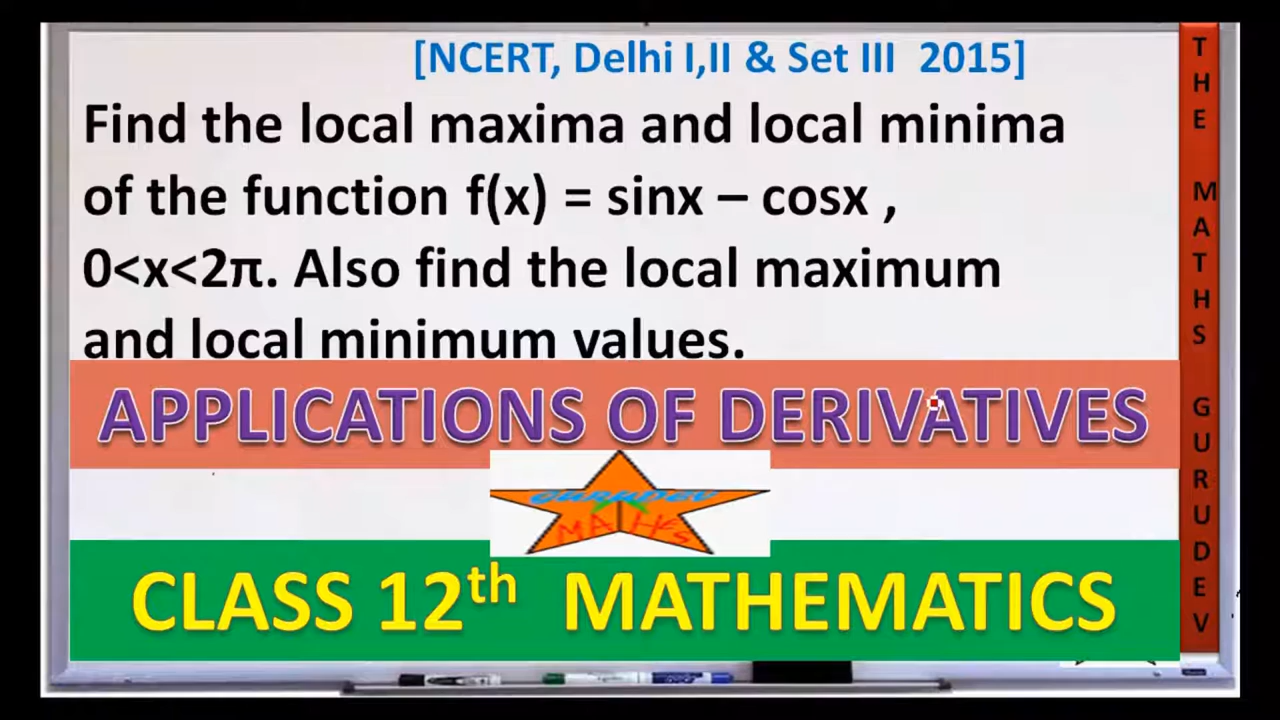 [NCERT, Delhi I,II & Set III 2015]
Find the local maxima and local minima
of the function f(x) = sinx – cosx ,
0<x<2π. Also find the local maximum
and local minimum values.
APPLICATIONS OF DERIVATIVES
GURUDEV
MATHS
CLASS 12th MATHEMATICS
THE MATHS GURUDEV